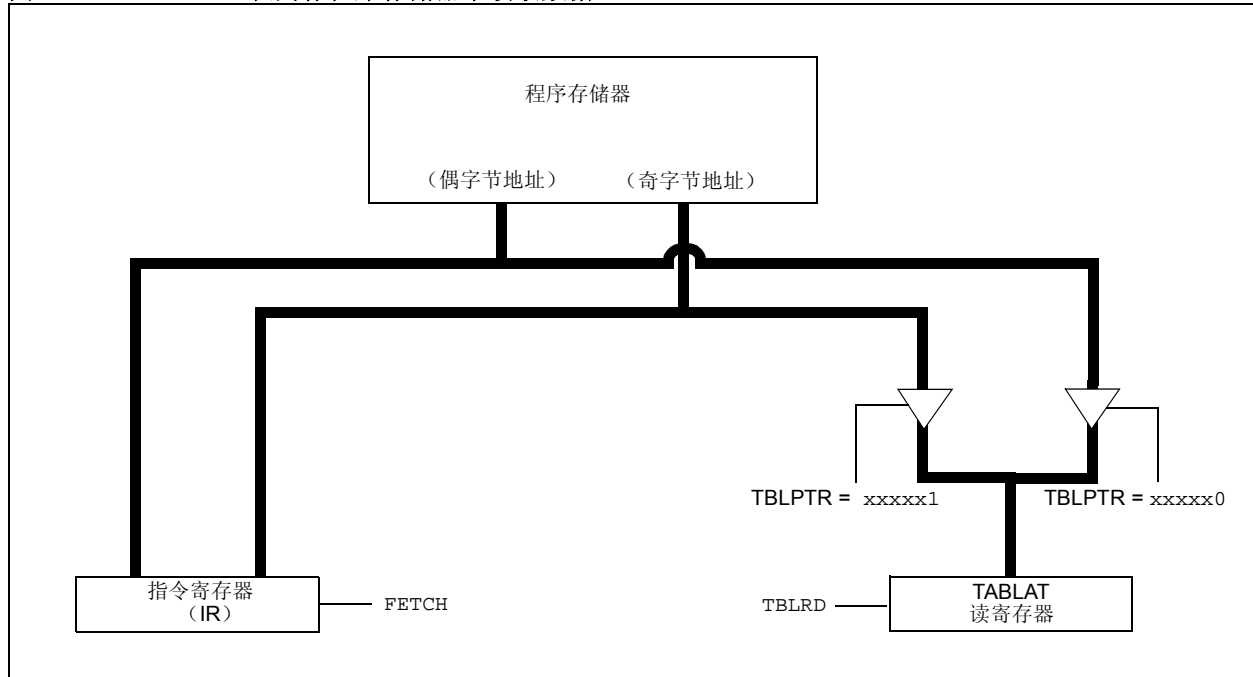 程序存储器
（偶字节地址） （奇字节地址）
TBLPTR = xxxxx1
TBLPTR = xxxxx0
指令寄存器
（IR）
FETCH
TBLRD
TABLAT
读寄存器